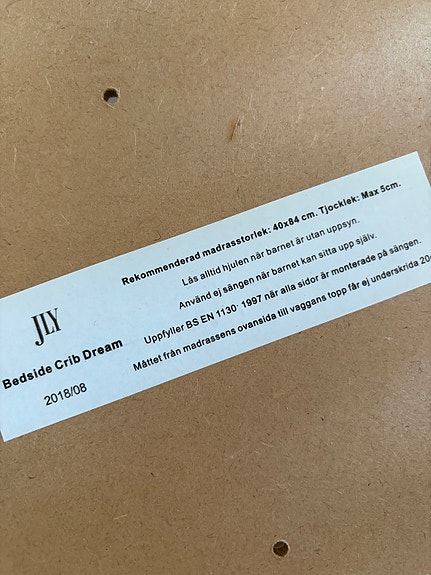 JLY
Bedside Crib Dream
2018/08
Rekommenderad madrasstorlek: 40x84 cm. Tjocklek: Max 5cm.
Lås alltid hjulen när barnet är utan uppsyn.
Använd ej sängen när barnet kan sitta upp själv.
Uppfyller BS EN 1130: 1997 när alla sidor är monterade på sängen.
Måttet från madrassens ovansida till vaggans topp får ej underskrida